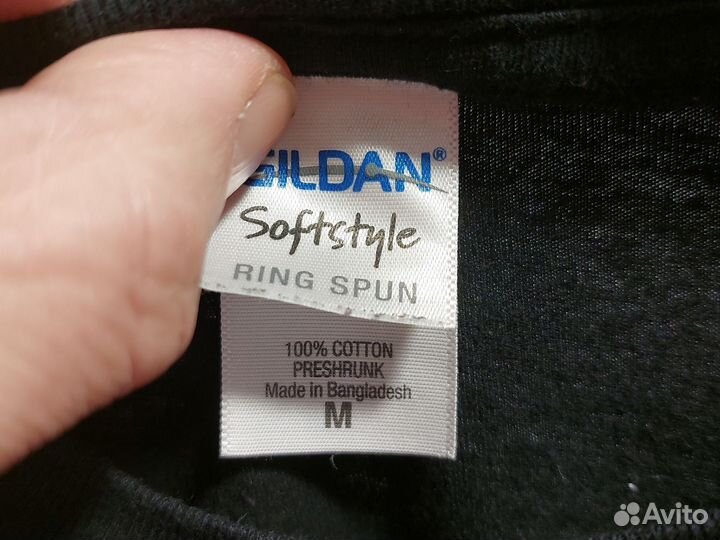 GILDAN®
Softstyle
RING SPUN
100% COTTON
PRESHRUNK
Made in Bangladesh
M
Avito